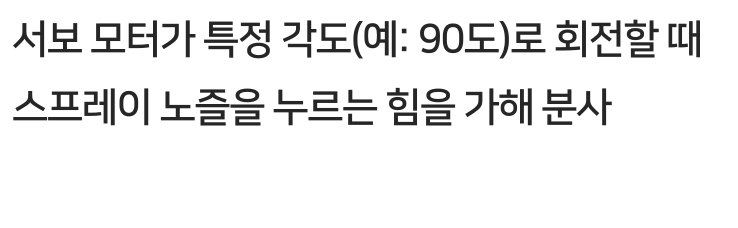 서보 모터가 특정 각도(예: 90도)로 회전할 때
스프레이 노즐을 누르는 힘을 가해 분사